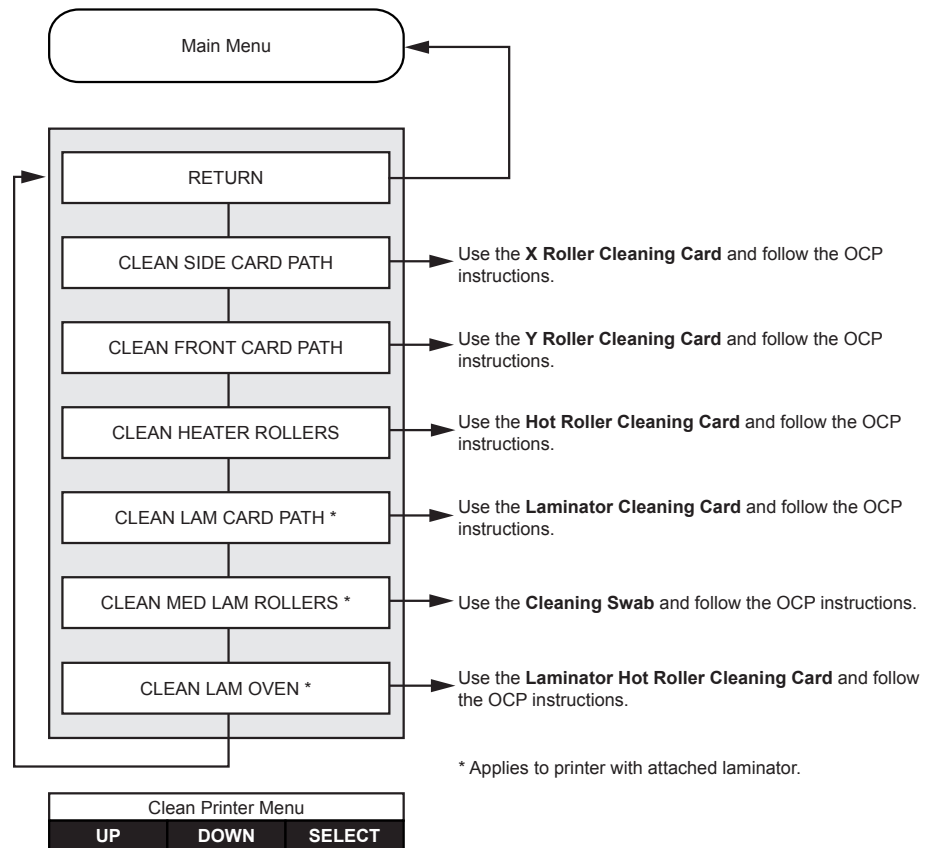 Main Menu
RETURN
CLEAN SIDE CARD PATH
Use the X Roller Cleaning Card and follow the OCP
instructions.
CLEAN FRONT CARD PATH
Use the Y Roller Cleaning Card and follow the OCP
instructions.
CLEAN HEATER ROLLERS
Use the Hot Roller Cleaning Card and follow the OCP
instructions.
CLEAN LAM CARD PATH *
Use the Laminator Cleaning Card and follow the OCP
instructions.
CLEAN MED LAM ROLLERS *
Use the Cleaning Swab and follow the OCP instructions.
CLEAN LAM OVEN *
Use the Laminator Hot Roller Cleaning Card and follow
the OCP instructions.
* Applies to printer with attached laminator.
Clean Printer Menu
UP DOWN SELECT